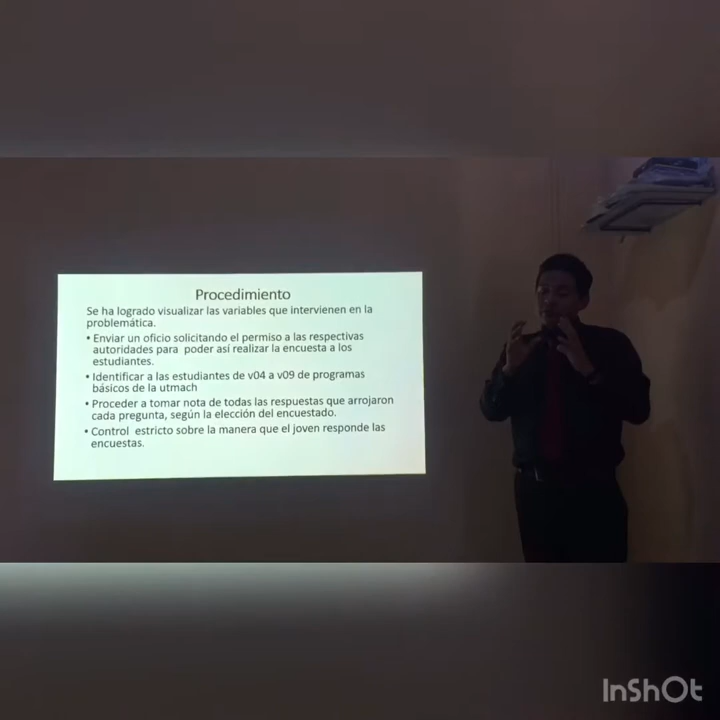 Procedimiento
Se ha logrado visualizar las variables que intervienen en la
problemática.
• Enviar un oficio solicitando el permiso a las respectivas
autoridades para poder así realizar la encuesta a los
estudiantes.
• Identificar a las estudiantes de v04 a v09 de programas
básicos de la utmach
• Proceder a tomar nota de todas las respuestas que arrojaron
cada pregunta, según la elección del encuestado.
• Control estricto sobre la manera que el joven responde las
encuestas.
InShOt